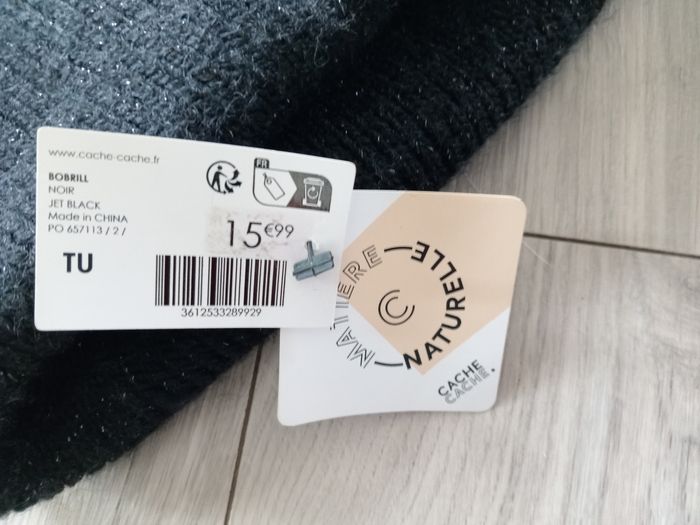 www.cache-cache.fr
BOBRILL
NOIR
JET BLACK
Made in CHINA
PO 657113 / 2 /
FR
15€99
TU
3612533289929
MATIERE
NATURELLE
CACHE
CACHE.